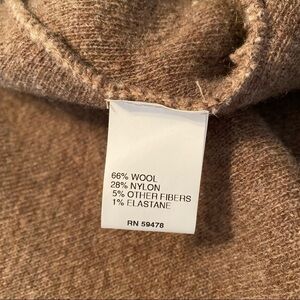 66% WOOL
28% NYLON
5% OTHER FIBERS
1% ELASTANE
RN 59478